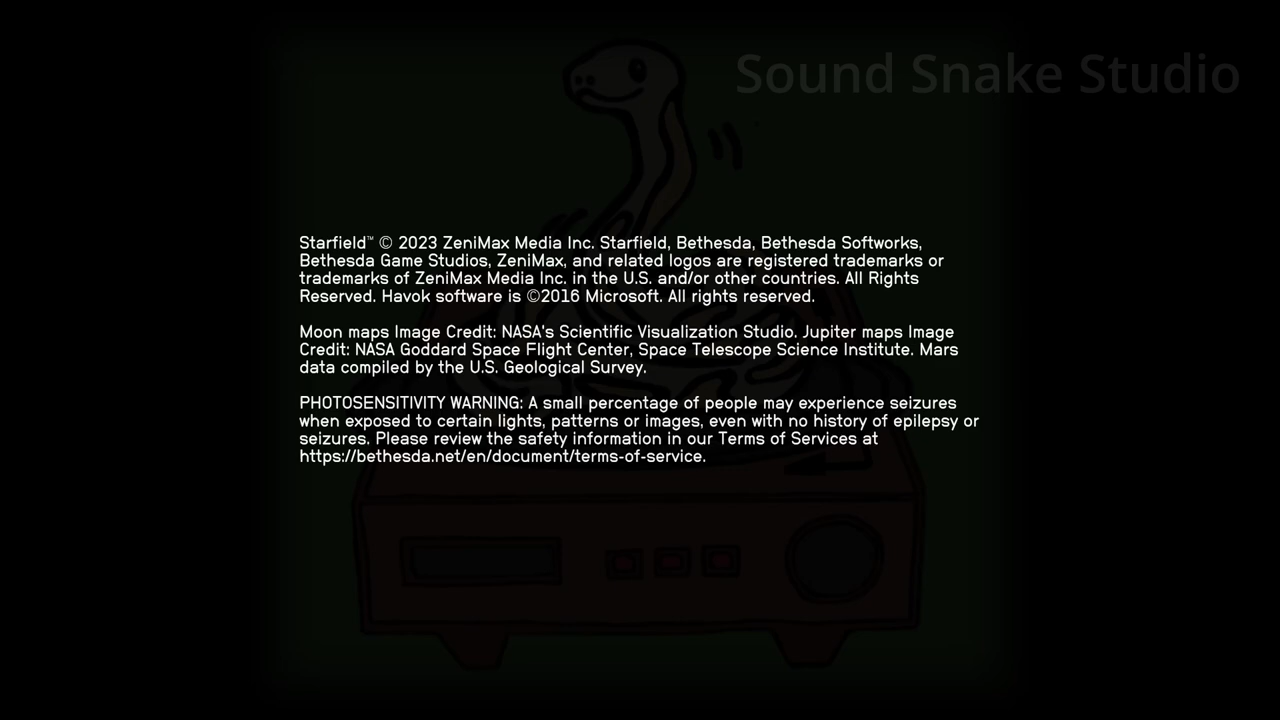 Sound Snake Studio
Starfield™ © 2023 ZeniMax Media Inc. Starfield, Bethesda, Bethesda Softworks,
Bethesda Game Studios, ZeniMax, and related logos are registered trademarks or
trademarks of ZeniMax Media Inc. in the U.S. and/or other countries. All Rights
Reserved. Havok software is ©2016 Microsoft. All rights reserved.
Moon maps Image Credit: NASA's Scientific Visualization Studio. Jupiter maps Image
Credit: NASA Goddard Space Flight Center, Space Telescope Science Institute. Mars
data compiled by the U.S. Geological Survey.
PHOTOSENSITIVITY WARNING: A small percentage of people may experience seizures
when exposed to certain lights, patterns or images, even with no history of epilepsy or
seizures. Please review the safety information in our Terms of Services at
https://bethesda.net/en/document/terms-of-service.